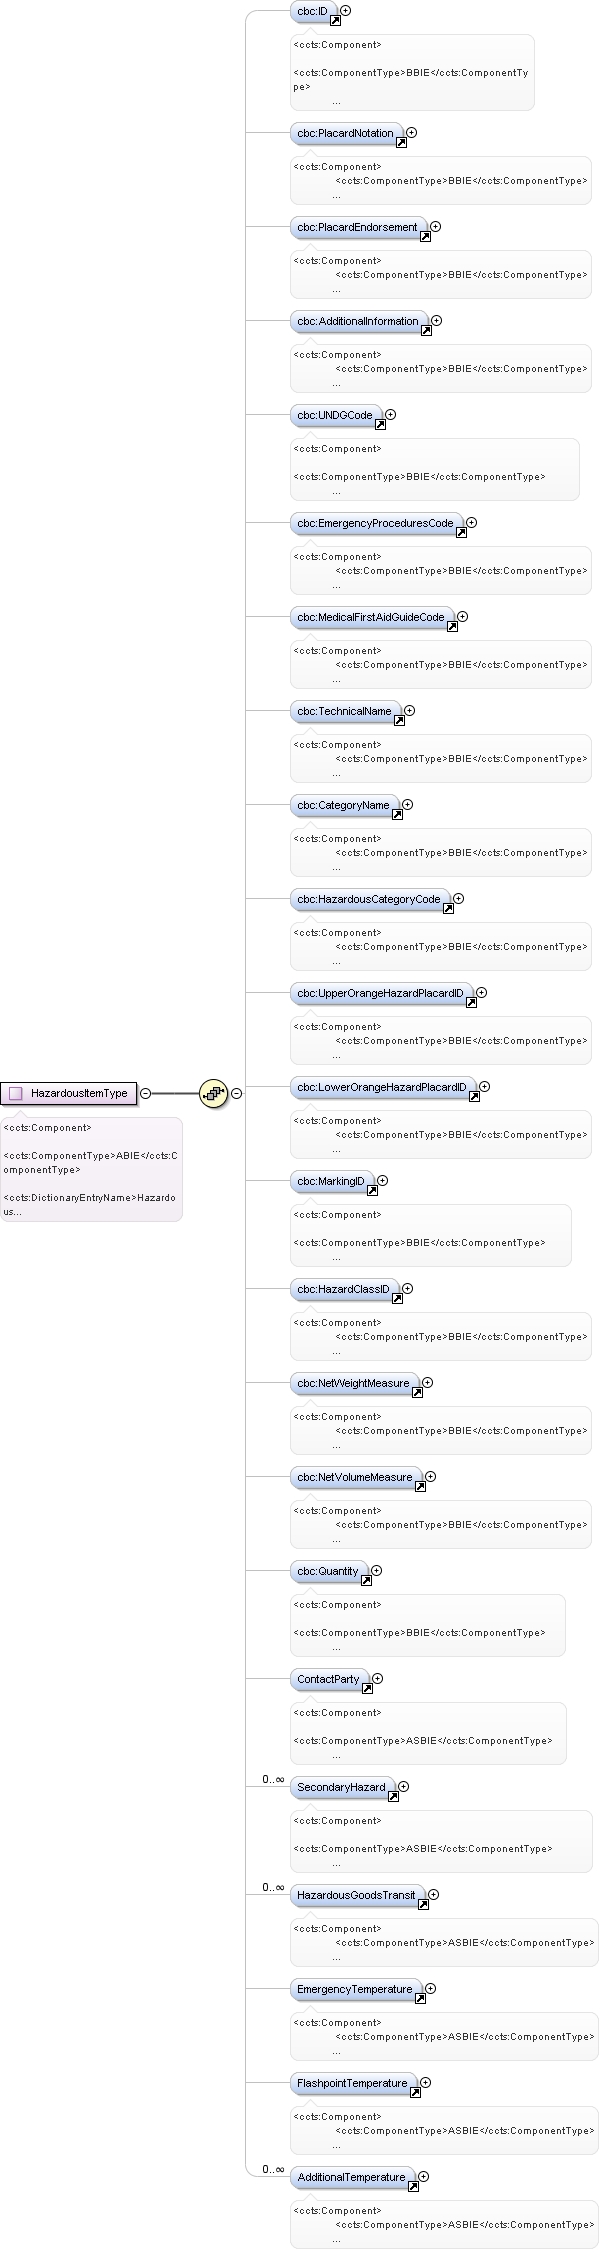 cbc:ID
<ccts:Component>
<ccts:ComponentType>BBIE</ccts:ComponentTy
pe>
...
cbc:PlacardNotation
<ccts:Component>
<ccts:ComponentType>BBIE</ccts:ComponentType>
...
cbc:PlacardEndorsement
<ccts:Component>
<ccts:ComponentType>BBIE</ccts:ComponentType>
...
cbc:AdditionalInformation
<ccts:Component>
<ccts:ComponentType>BBIE</ccts:ComponentType>
...
cbc:UNDGCode
<ccts:Component>
<ccts:ComponentType>BBIE</ccts:ComponentType>
...
cbc:EmergencyProceduresCode
<ccts:Component>
<ccts:ComponentType>BBIE</ccts:ComponentType>
...
cbc:MedicalFirstAidGuideCode
<ccts:Component>
<ccts:ComponentType>BBIE</ccts:ComponentType>
...
cbc:TechnicalName
<ccts:Component>
<ccts:ComponentType>BBIE</ccts:ComponentType>
...
cbc:CategoryName
<ccts:Component>
<ccts:ComponentType>BBIE</ccts:ComponentType>
...
cbc:HazardousCategoryCode
<ccts:Component>
<ccts:ComponentType>BBIE</ccts:ComponentType>
...
cbc:UpperOrangeHazardPlacardID
<ccts:Component>
<ccts:ComponentType>BBIE</ccts:ComponentType>
...
HazardousItemType
<ccts:Component>
<ccts:ComponentType>ABIE</ccts:C
omponentType>
<ccts:DictionaryEntryName>Hazardo
us...
cbc:LowerOrangeHazardPlacardID
<ccts:Component>
<ccts:ComponentType>BBIE</ccts:ComponentType>
...
cbc:MarkingID
<ccts:Component>
<ccts:ComponentType>BBIE</ccts:ComponentType>
...
cbc:HazardClassID
<ccts:Component>
<ccts:ComponentType>BBIE</ccts:ComponentType>
...
cbc:NetWeightMeasure
<ccts:Component>
<ccts:ComponentType>BBIE</ccts:ComponentType>
...
cbc:NetVolumeMeasure
<ccts:Component>
<ccts:ComponentType>BBIE</ccts:ComponentType>
...
cbc:Quantity
<ccts:Component>
<ccts:ComponentType>BBIE</ccts:ComponentType>
...
ContactParty
<ccts:Component>
<ccts:ComponentType>ASBIE</ccts:ComponentType>
...
0..∞
SecondaryHazard
<ccts:Component>
<ccts:ComponentType>ASBIE</ccts:ComponentType>
...
0..∞
HazardousGoodsTransit
<ccts:Component>
<ccts:ComponentType>ASBIE</ccts:ComponentType>
...
EmergencyTemperature
<ccts:Component>
<ccts:ComponentType>ASBIE</ccts:ComponentType>
...
FlashpointTemperature
<ccts:Component>
<ccts:ComponentType>ASBIE</ccts:ComponentType>
...
0..∞
AdditionalTemperature
<ccts:Component>
<ccts:ComponentType>ASBIE</ccts:ComponentType>
...